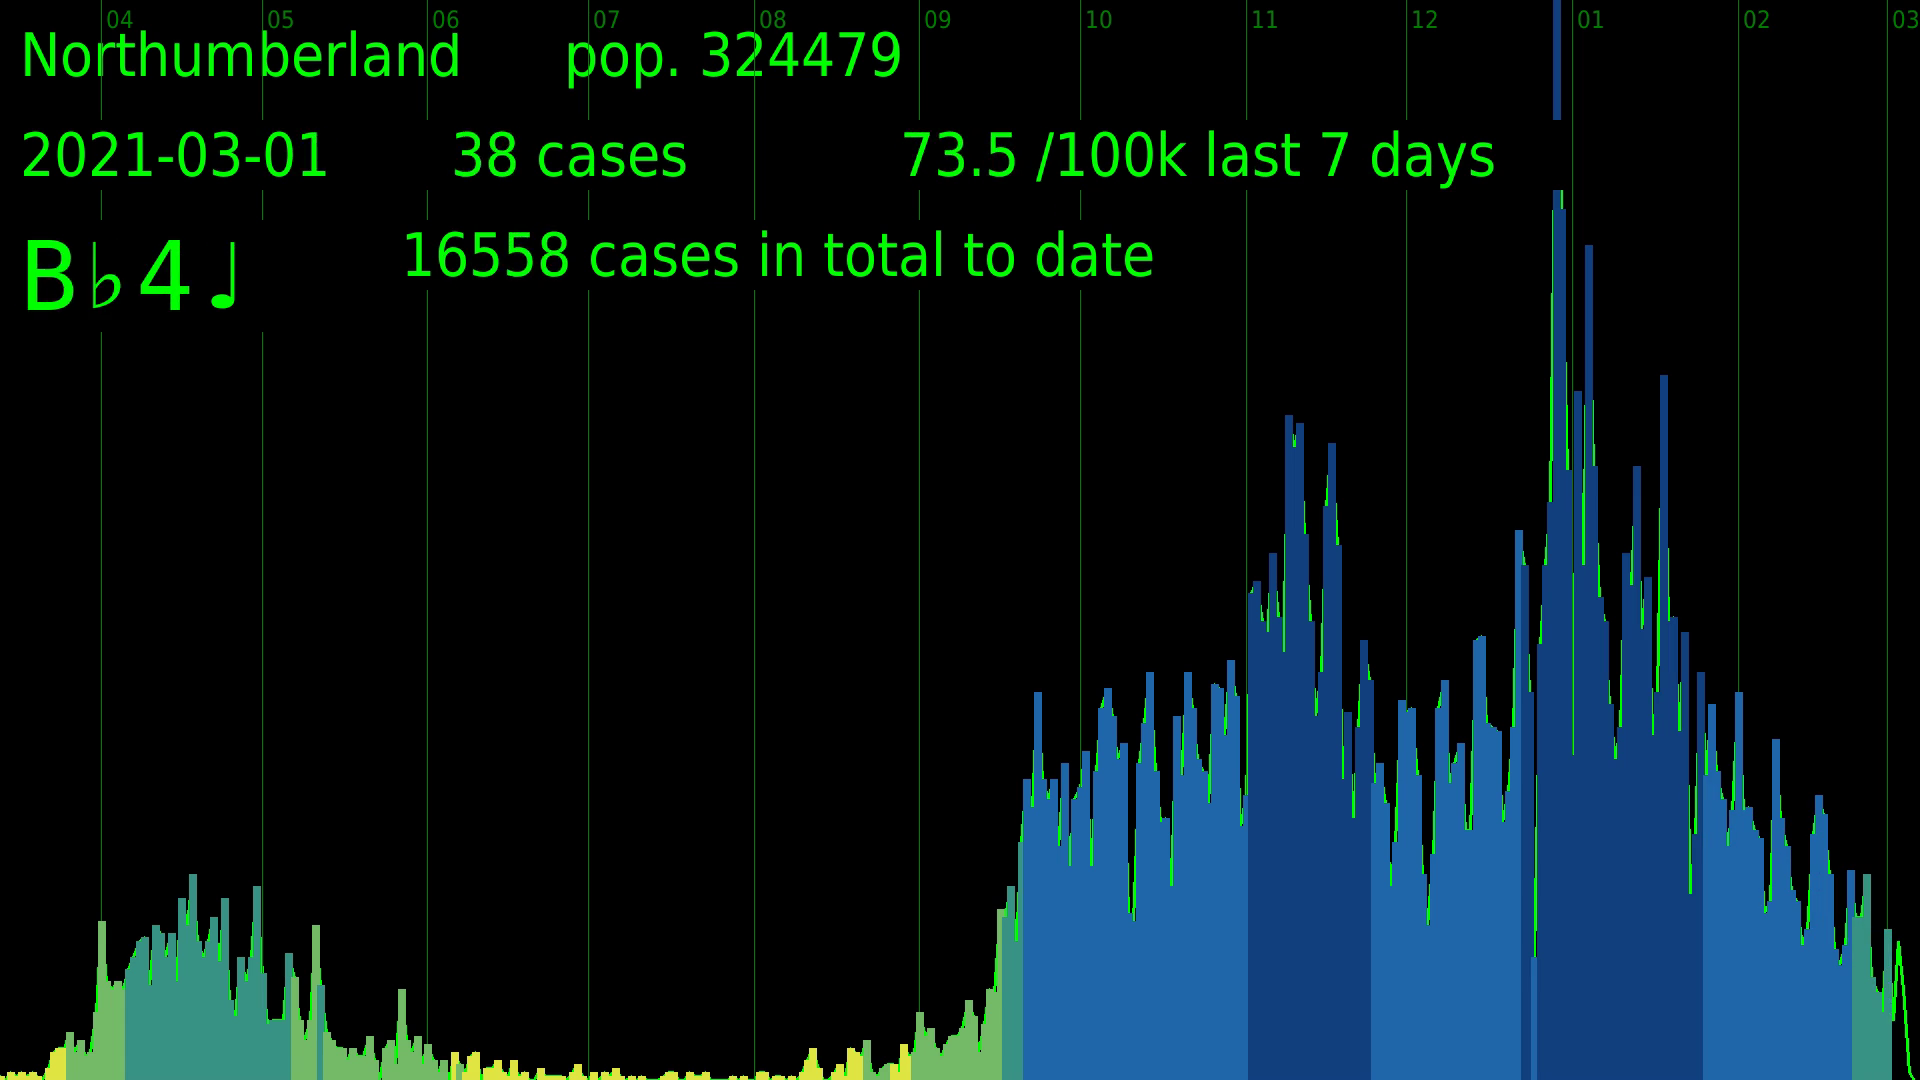 04 05 06 07 08 09 10 11 12 01 02 03
Northumberland pop. 324479
2021-03-01 38 cases 73.5 /100k last 7 days
B♭4♩ 16558 cases in total to date